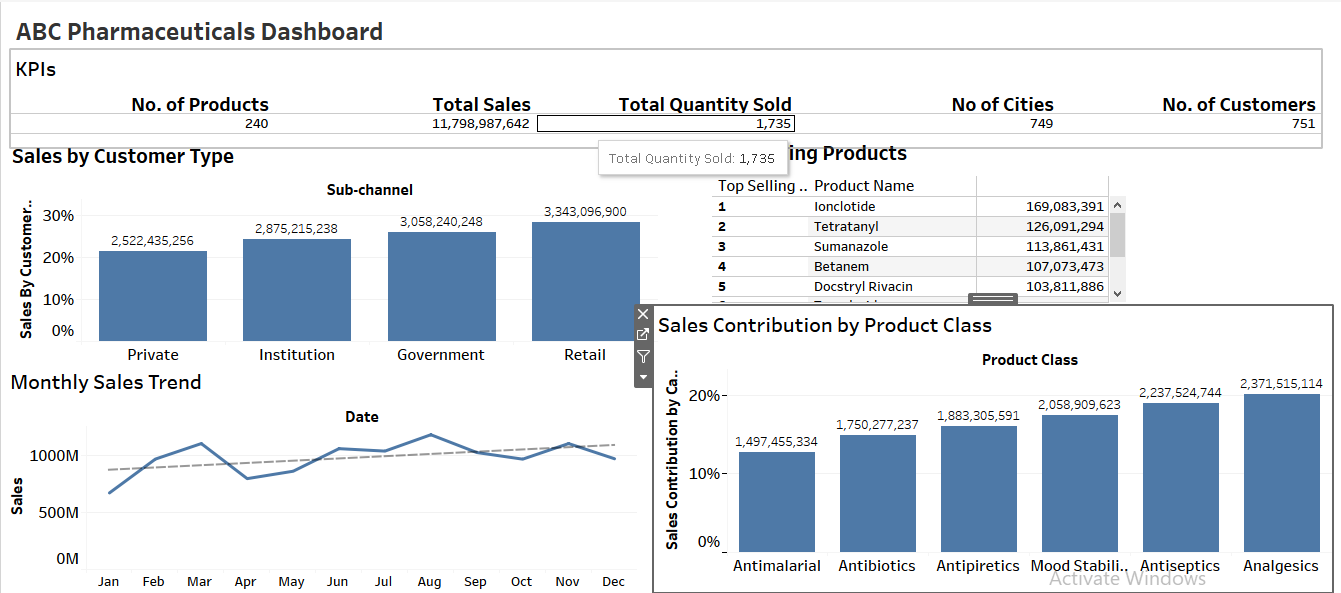 ABC Pharmaceuticals Dashboard
KPIs
No. of Products Total Sales Total Quantity Sold No of Cities No. of Customers
240 11,798,987,642 1,735 749 751
Total Quantity Sold: 1,735
Sales by Customer Type
Sub-channel
Sales By Customer..
30%
20%
10%
0%
2,522,435,256 2,875,215,238 3,058,240,248 3,343,096,900
Private Institution Government Retail
ing Products
Top Selling .. Product Name
1 Ionclotide 169,083,391
2 Tetratanyl 126,091,294
3 Sumanazole 113,861,431
4 Betanem 107,073,473
5 Docstryl Rivacin 103,811,886
Monthly Sales Trend
Date
Sales
1000M
500M
0M
Jan Feb Mar Apr May Jun Jul Aug Sep Oct Nov Dec
Sales Contribution by Product Class
Product Class
Sales Contribution by Ca..
20%
10%
0%
1,497,455,334 1,750,277,237 1,883,305,591 2,058,909,623 2,237,524,744 2,371,515,114
Antimalarial Antibiotics Antipiretics Mood Stabili.. Antiseptics Analgesics
Activate Windows